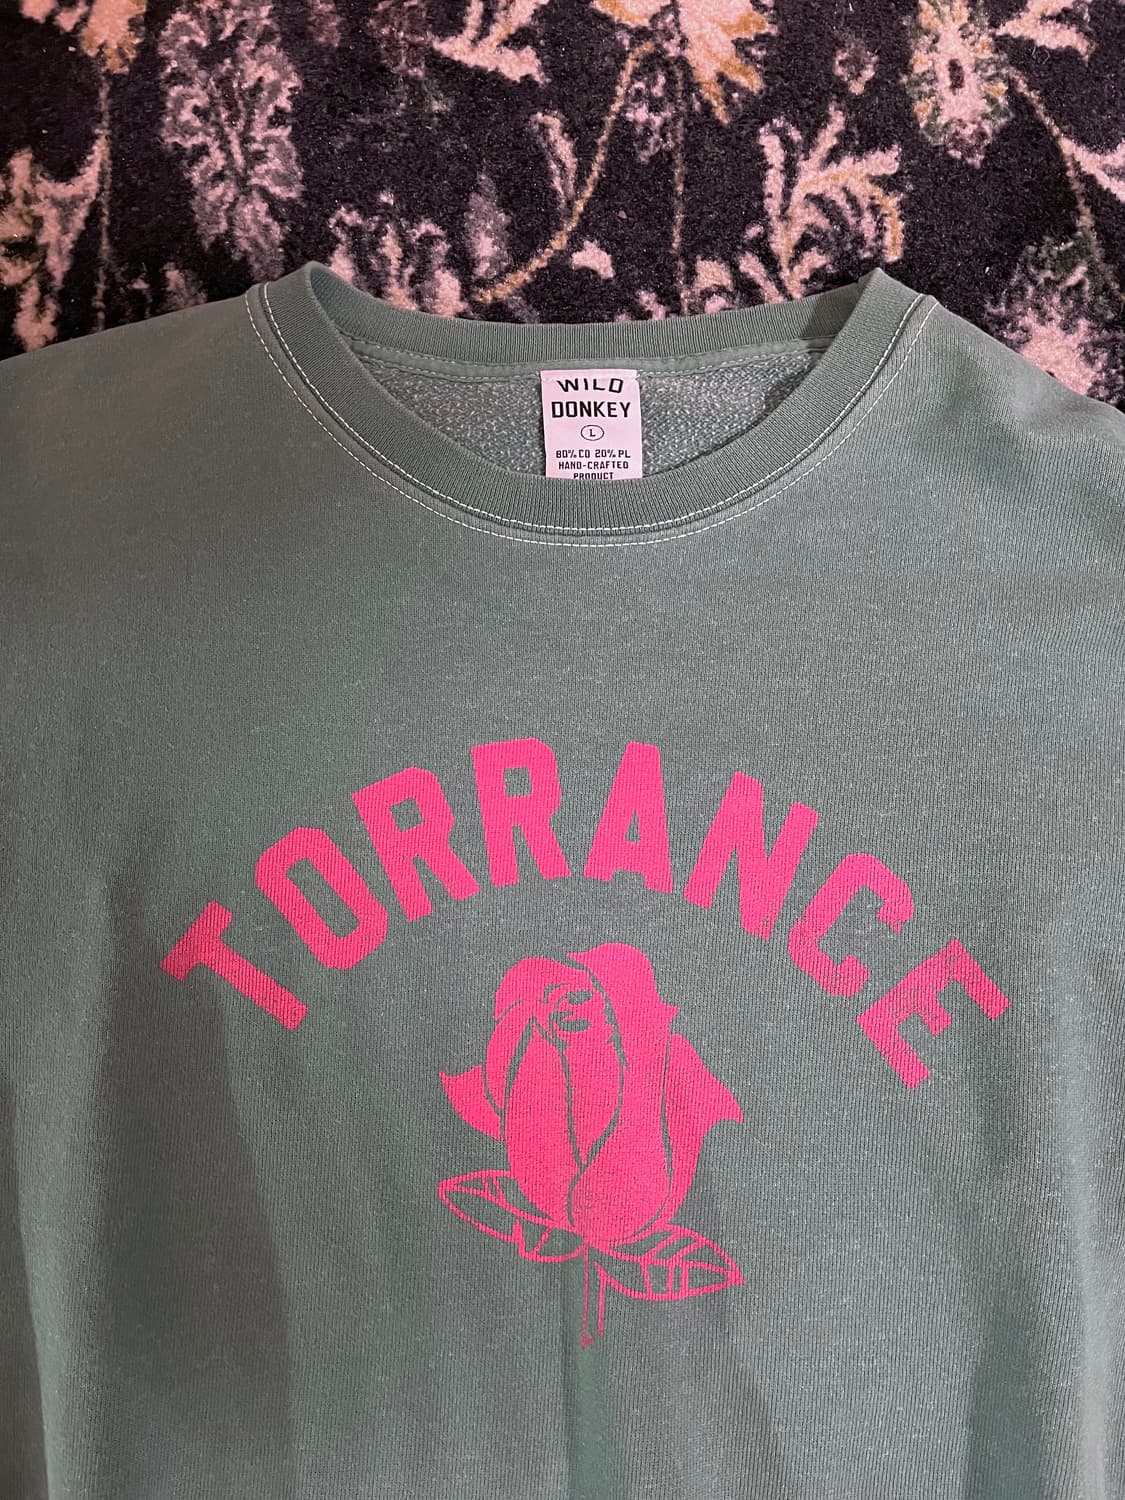 WILD
DONKEY
L
80% CO 20% PL
HAND-CRAFTED
PRODUCT
TORRANCE